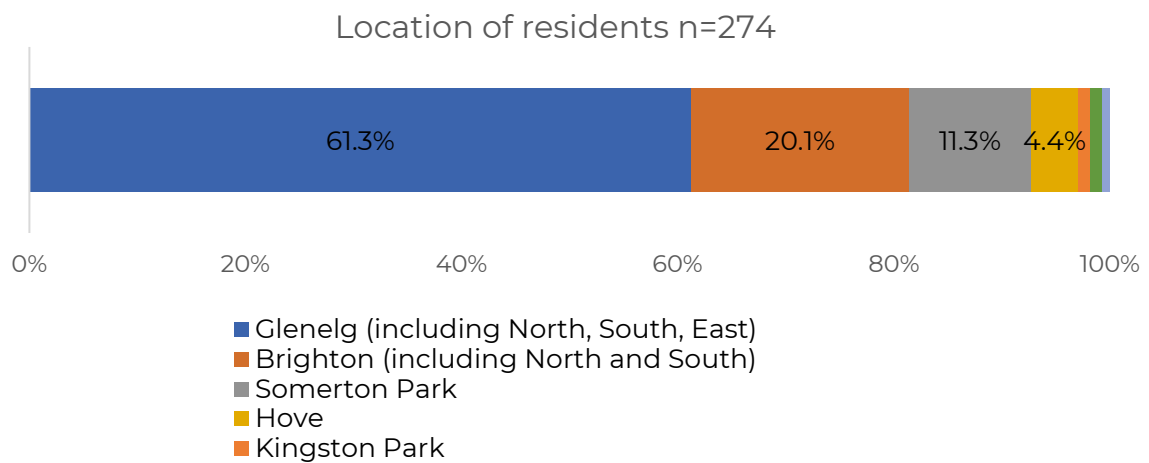 Location of residents n=274
61.3% 20.1% 11.3% 4.4%
0% 20% 40% 60% 80% 100%
Glenelg (including North, South, East)
Brighton (including North and South)
Somerton Park
Hove
Kingston Park